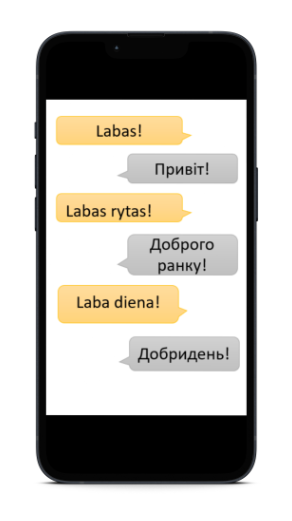 Labas!
Привіт!
Labas rytas!
Доброго
ранку!
Laba diena!
Добридень!